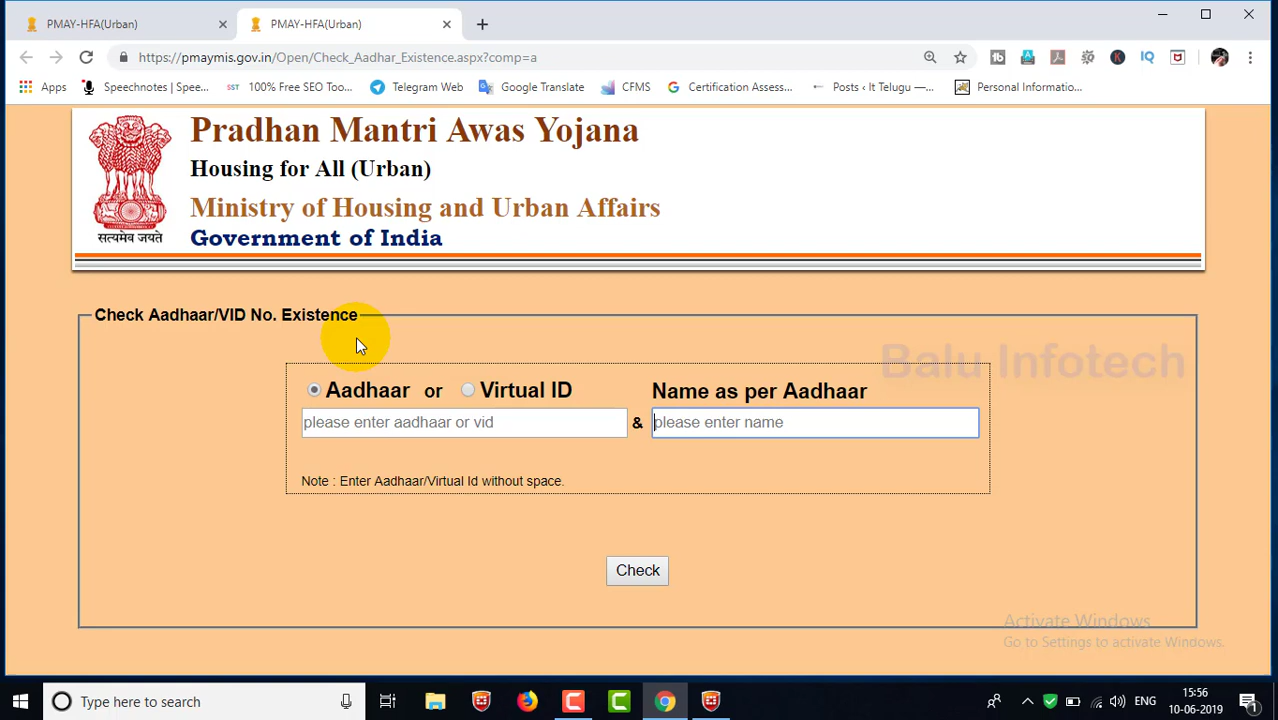 PMAY-HFA(Urban)
PMAY-HFA(Urban)
https://pmaymis.gov.in/Open/Check_Aadhar_Existence.aspx?comp=a
Apps
Speechnotes | Spee...
SST 100% Free SEO Too...
Telegram Web
Google Translate
CFMS
Certification Assess...
Posts ‹ It Telugu —...
Personal Informatio...
Pradhan Mantri Awas Yojana
Housing for All (Urban)
Ministry of Housing and Urban Affairs
Government of India
सत्यमेव जयते
Check Aadhaar/VID No. Existence
Balu Infotech
Aadhaar or Virtual ID
Name as per Aadhaar
please enter aadhaar or vid
&
please enter name
Note : Enter Aadhaar/Virtual Id without space.
Check
Activate Windows
Go to Settings to activate Windows.
Type here to search
ENG
15:56
10-06-2019
1